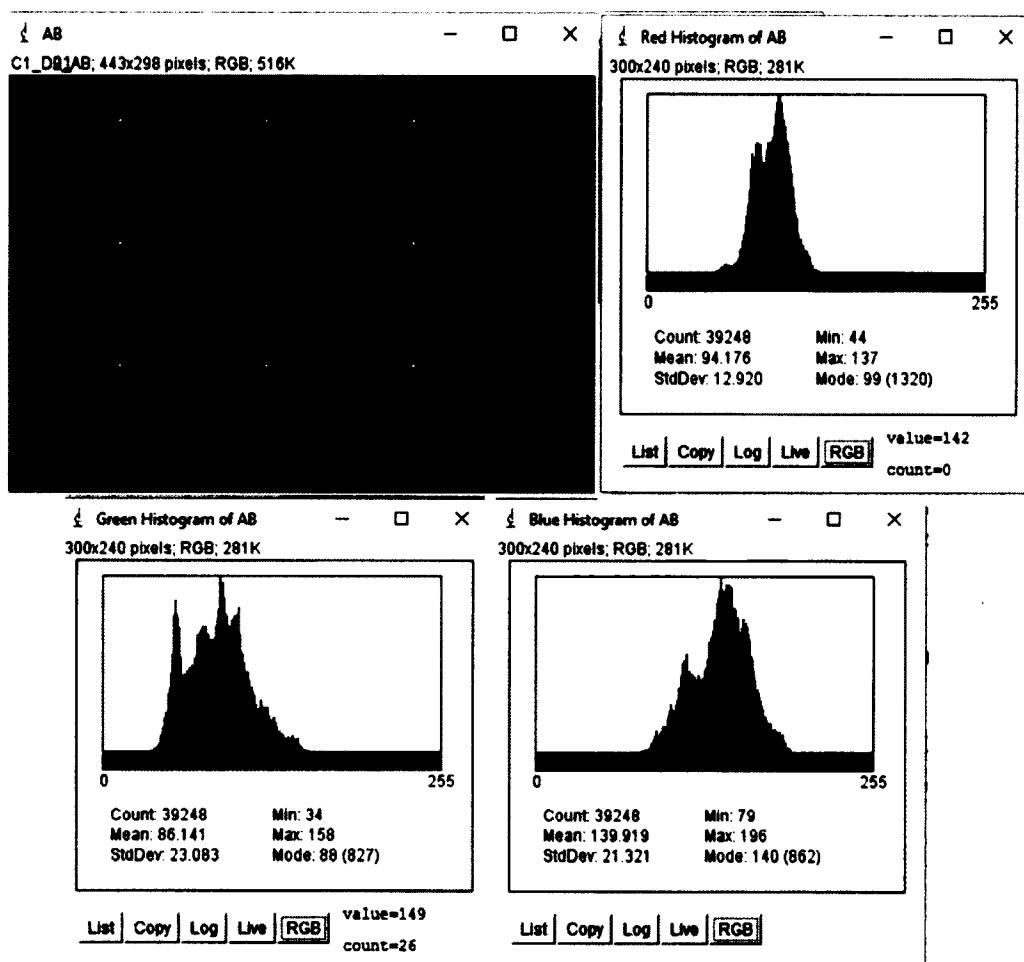 AB
C1_D01AB; 443x298 pixels; RGB; 516K
Red Histogram of AB
300x240 pixels; RGB; 281K
0 255
Count: 39248 Min: 44
Mean: 94.176 Max: 137
StdDev: 12.920 Mode: 99 (1320)
List Copy Log Live RGB value=142
count=0
Green Histogram of AB
300x240 pixels; RGB; 281K
0 255
Count: 39248 Min: 34
Mean: 86.141 Max: 158
StdDev: 23.083 Mode: 88 (827)
List Copy Log Live RGB value=149
count=26
Blue Histogram of AB
300x240 pixels; RGB; 281K
0 255
Count: 39248 Min: 79
Mean: 139.919 Max: 196
StdDev: 21.321 Mode: 140 (862)
List Copy Log Live RGB